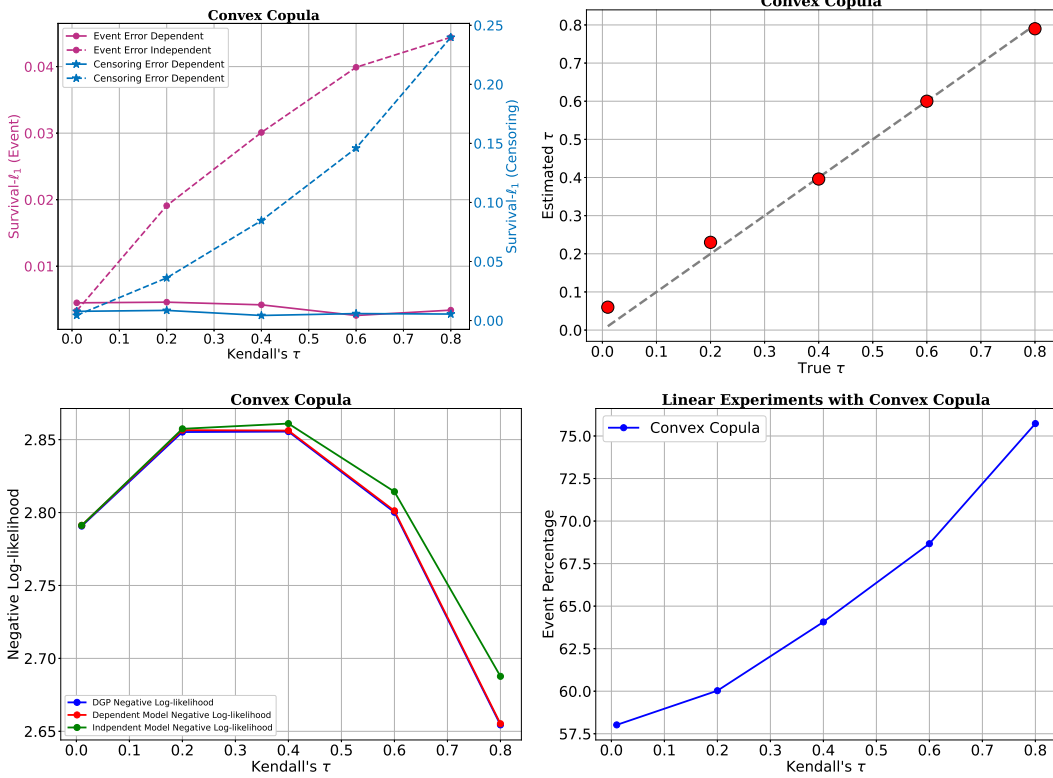 Convex Copula
Event Error Dependent
Event Error Independent
Censoring Error Dependent
Censoring Error Dependent
0.04
0.03
0.02
0.01
Survival-ℓ₁ (Event)
0.25
0.20
0.15
0.10
0.05
0.00
Survival-ℓ₁ (Censoring)
0.0 0.1 0.2 0.3 0.4 0.5 0.6 0.7 0.8
Kendall's τ
Convex Copula
0.8
0.7
0.6
0.5
0.4
0.3
0.2
0.1
0.0
Estimated τ
0.0 0.1 0.2 0.3 0.4 0.5 0.6 0.7 0.8
True τ
Convex Copula
2.85
2.80
2.75
2.70
2.65
Negative Log-likelihood
DGP Negative Log-likelihood
Dependent Model Negative Log-likelihood
Indpendent Model Negative Log-likelihood
0.0 0.1 0.2 0.3 0.4 0.5 0.6 0.7 0.8
Kendall's τ
Linear Experiments with Convex Copula
Convex Copula
75.0
72.5
70.0
67.5
65.0
62.5
60.0
57.5
Event Percentage
0.0 0.1 0.2 0.3 0.4 0.5 0.6 0.7 0.8
Kendall's τ